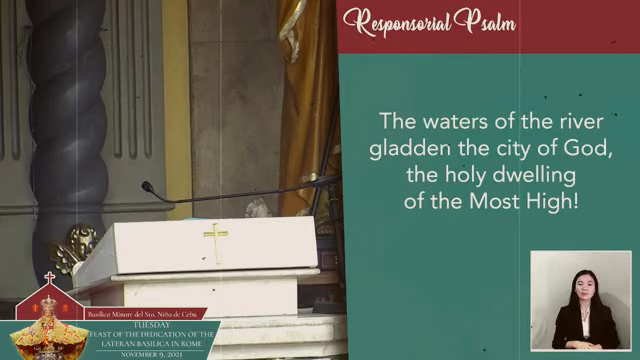 Responsorial Psalm
The waters of the river
gladden the city of God,
the holy dwelling
of the Most High!
Basilica Minore del Sto. Niño de Cebu
TUESDAY
FEAST OF THE DEDICATION OF THE
LATERAN BASILICA IN ROME
NOVEMBER 9, 2021